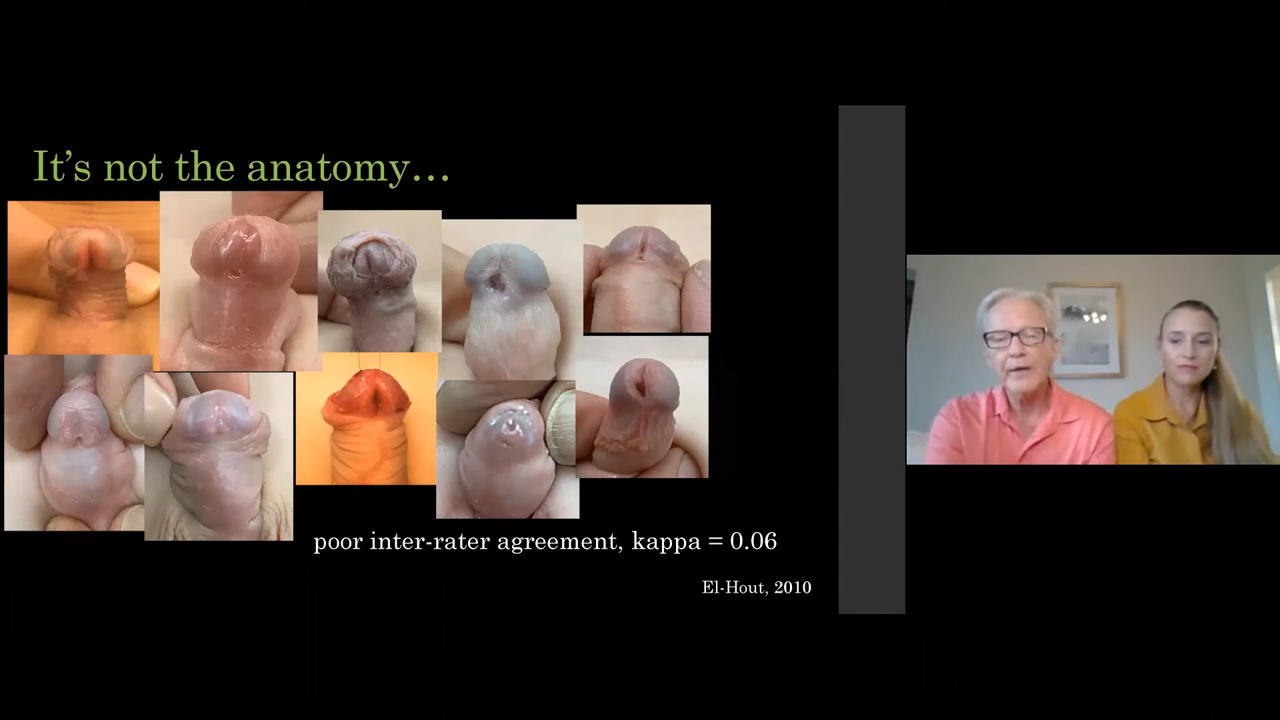 It’s not the anatomy…
poor inter-rater agreement, kappa = 0.06
El-Hout, 2010